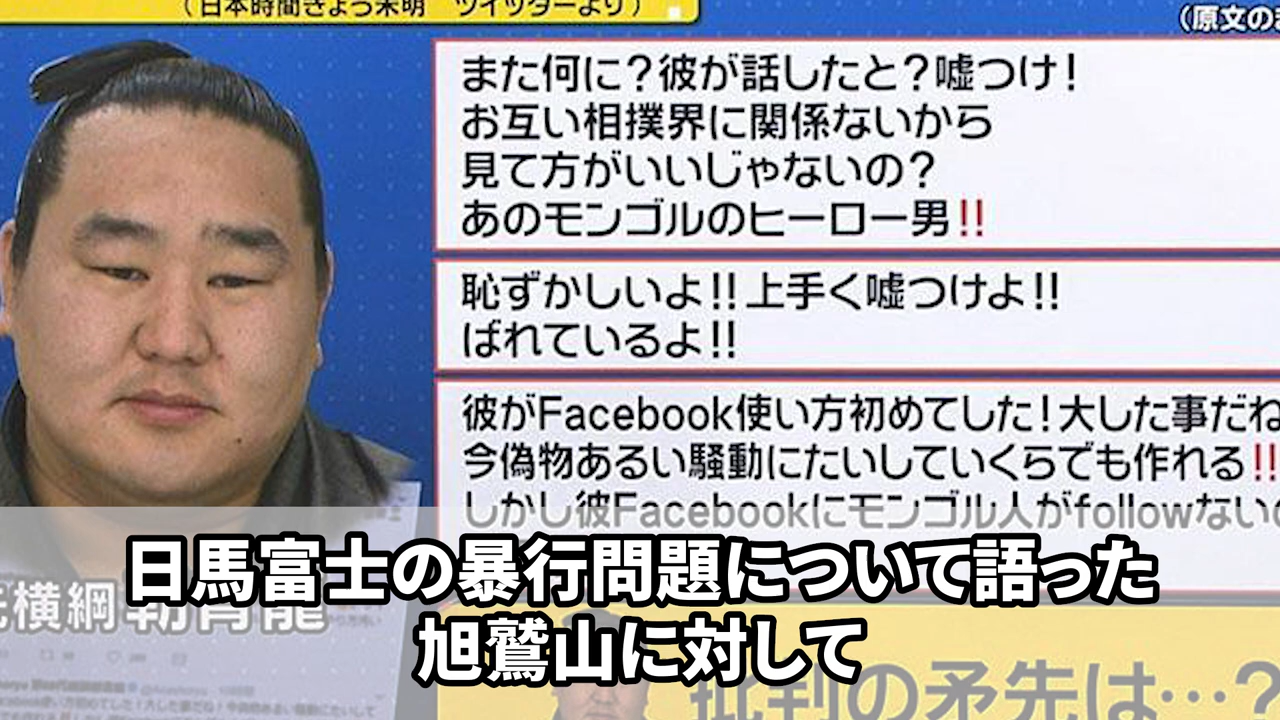 (日本時間きょう未明 ツイッターより)
(原文のま
また何に?彼が話したと?嘘つけ!
お互い相撲界に関係ないから
見て方がいいじゃないの?
あのモンゴルのヒーロー男!!
恥ずかしいよ!!上手く嘘つけよ!!
ばれているよ!!
彼がFacebook使い方初めてした!大した事だね
今偽物あるい騒動にたいしていくらでも作れる!!
しかし彼Facebookにモンゴル人がfollowない
日馬富士の暴行問題について語った
元横綱 朝青龍
旭鷲山に対して
批判の矛先は…?